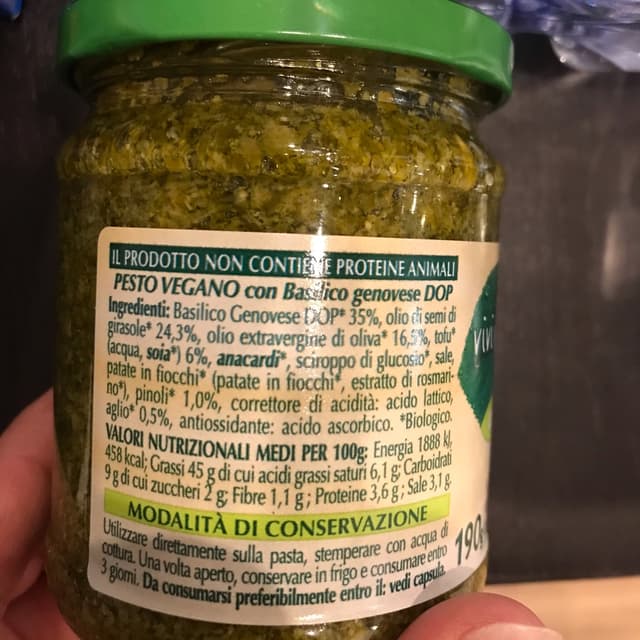 IL PRODOTTO NON CONTIENE PROTEINE ANIMALI
PESTO VEGANO con Basilico genovese DOP
Ingredienti: Basilico Genovese DOP* 35%, olio di semi di
girasole* 24,3%, olio extravergine di oliva* 16,5%, tofu*
(acqua, soia*) 6%, anacardi*, sciroppo di glucosio*, sale,
patate in fiocchi* (patate in fiocchi*, estratto di rosmari-
no*), pinoli* 1,0%, correttore di acidità: acido lattico,
aglio* 0,5%, antiossidante: acido ascorbico. *Biologico.
VALORI NUTRIZIONALI MEDI PER 100g: Energia 1888 kJ,
458 kcal; Grassi 45 g di cui acidi grassi saturi 6,1 g; Carboidrati
9 g di cui zuccheri 2 g; Fibre 1,1 g; Proteine 3,6 g; Sale 3,1 g.
MODALITÀ DI CONSERVAZIONE
Utilizzare direttamente sulla pasta, stemperare con acqua di
cottura. Una volta aperto, conservare in frigo e consumare entro
3 giorni. Da consumarsi preferibilmente entro il: vedi capsula.
190g